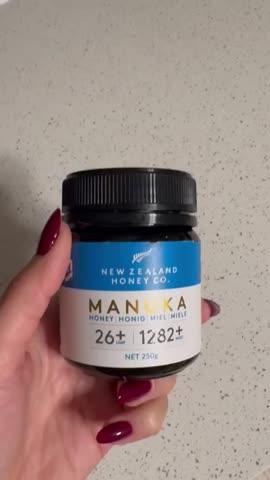 NEW ZEALAND
HONEY CO.
MANUKA
HONEY | HONIG | MIEL | MIELE
26+ 1282+
NET 250g